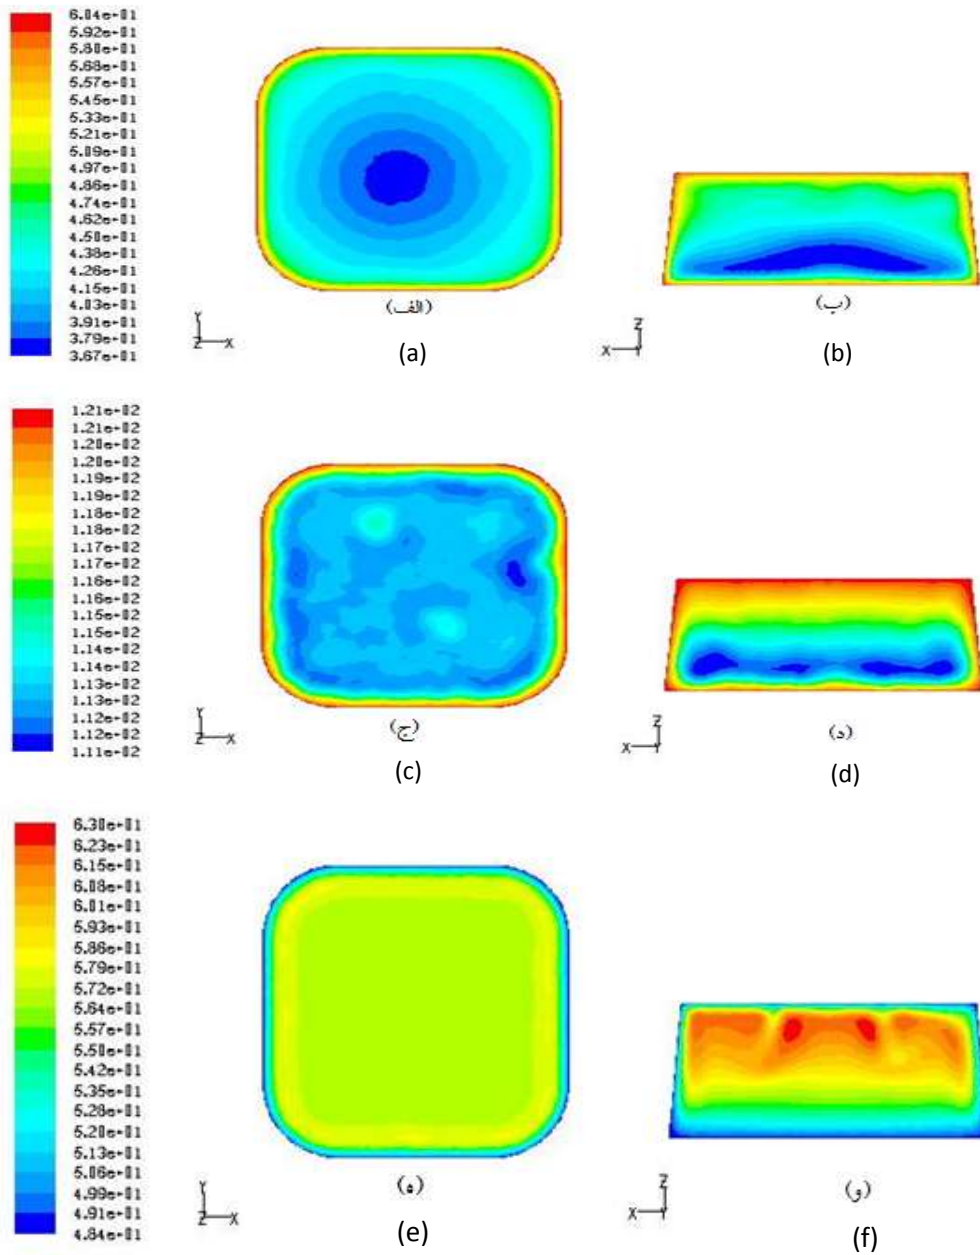 6.04e+01
5.92e+01
5.80e+01
5.68e+01
5.57e+01
5.45e+01
5.33e+01
5.21e+01
5.09e+01
4.97e+01
4.86e+01
4.74e+01
4.62e+01
4.50e+01
4.38e+01
4.26e+01
4.15e+01
4.03e+01
3.91e+01
3.79e+01
3.67e+01
(الف)
Y
Z X
(a)
(ب)
Z
X Y
(b)
1.21e+02
1.21e+02
1.20e+02
1.20e+02
1.19e+02
1.19e+02
1.18e+02
1.18e+02
1.17e+02
1.17e+02
1.16e+02
1.16e+02
1.15e+02
1.15e+02
1.14e+02
1.14e+02
1.13e+02
1.13e+02
1.12e+02
1.12e+02
1.11e+02
(ج)
Y
Z X
(c)
(د)
Z
X Y
(d)
6.30e+01
6.23e+01
6.15e+01
6.08e+01
6.01e+01
5.93e+01
5.86e+01
5.79e+01
5.72e+01
5.64e+01
5.57e+01
5.50e+01
5.42e+01
5.35e+01
5.28e+01
5.20e+01
5.13e+01
5.06e+01
4.99e+01
4.91e+01
4.84e+01
(ه)
Y
Z X
(e)
(و)
Z
X Y
(f)